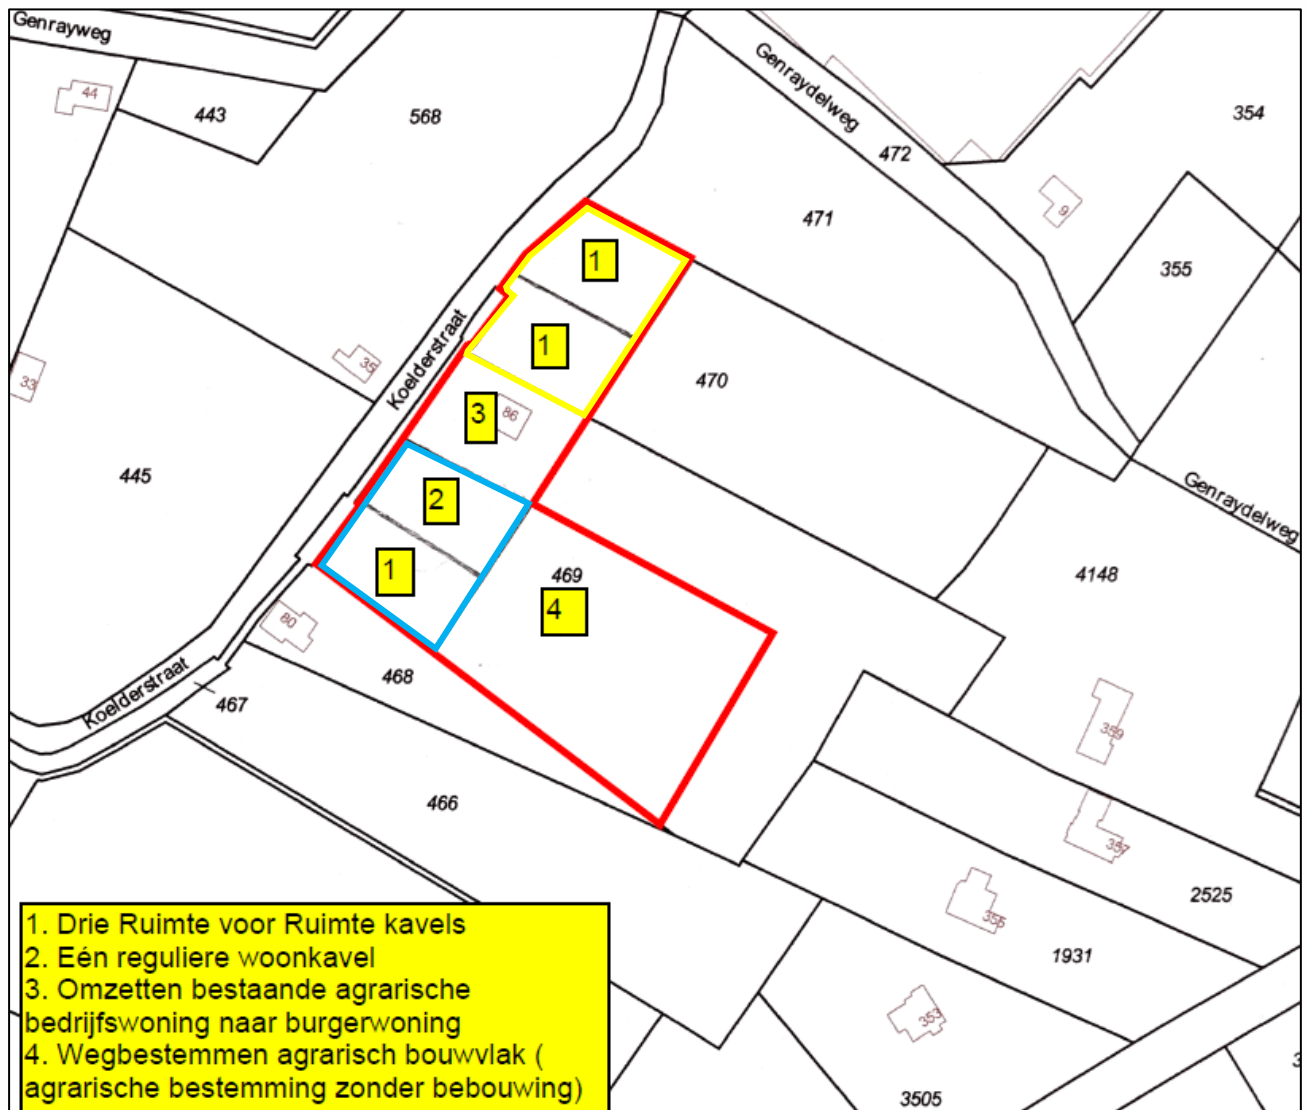 Genrayweg
44
443
568
Genraydelweg
472
354
9
471
355
1
1
Koelderstraat
35
33
470
3
86
445
2
1
469
4
Genraydelweg
4148
80
468
Koelderstraat
467
359
466
357
2525
355
1931
353
3505
1. Drie Ruimte voor Ruimte kavels
2. Eén reguliere woonkavel
3. Omzetten bestaande agrarische
bedrijfswoning naar burgerwoning
4. Wegbestemmen agrarisch bouwvlak (
agrarische bestemming zonder bebouwing)